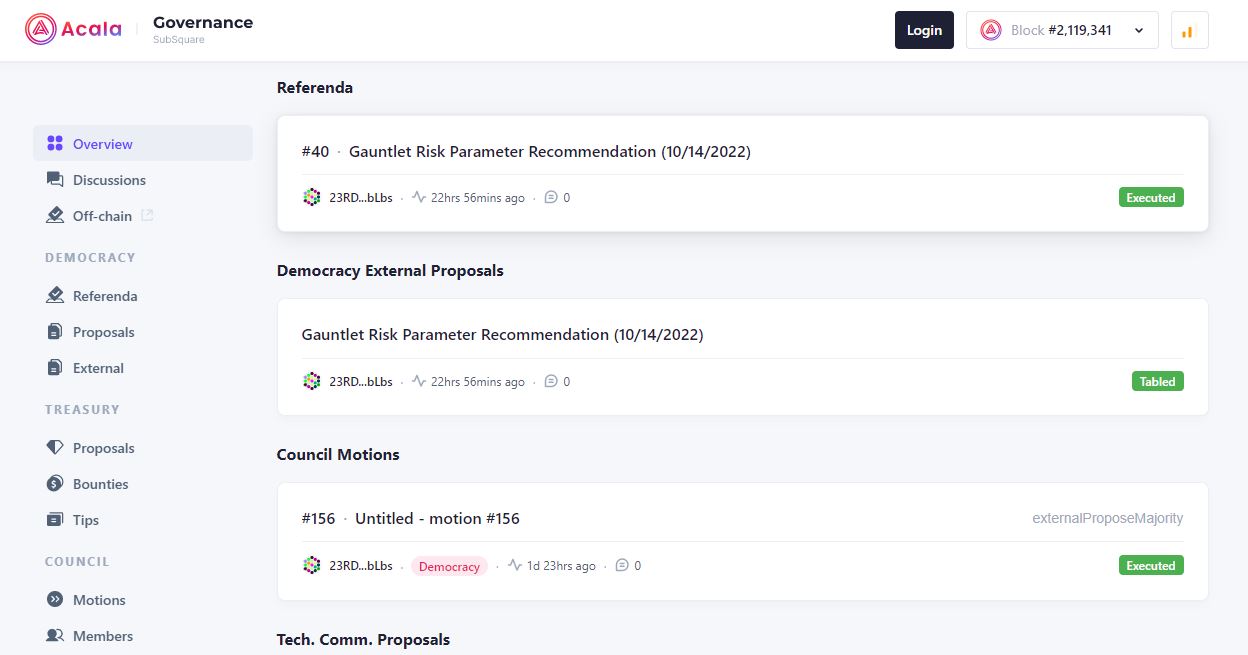 Acala
Governance
SubSquare
Login
Block #2,119,341
Overview
Discussions
Off-chain
DEMOCRACY
Referenda
Proposals
External
TREASURY
Proposals
Bounties
Tips
COUNCIL
Motions
Members
Referenda
#40 · Gauntlet Risk Parameter Recommendation (10/14/2022)
23RD...bLbs · 22hrs 56mins ago · 0 Executed
Democracy External Proposals
Gauntlet Risk Parameter Recommendation (10/14/2022)
23RD...bLbs · 22hrs 56mins ago · 0 Tabled
Council Motions
#156 · Untitled - motion #156 externalProposeMajority
23RD...bLbs · Democracy · 1d 23hrs ago · 0 Executed
Tech. Comm. Proposals